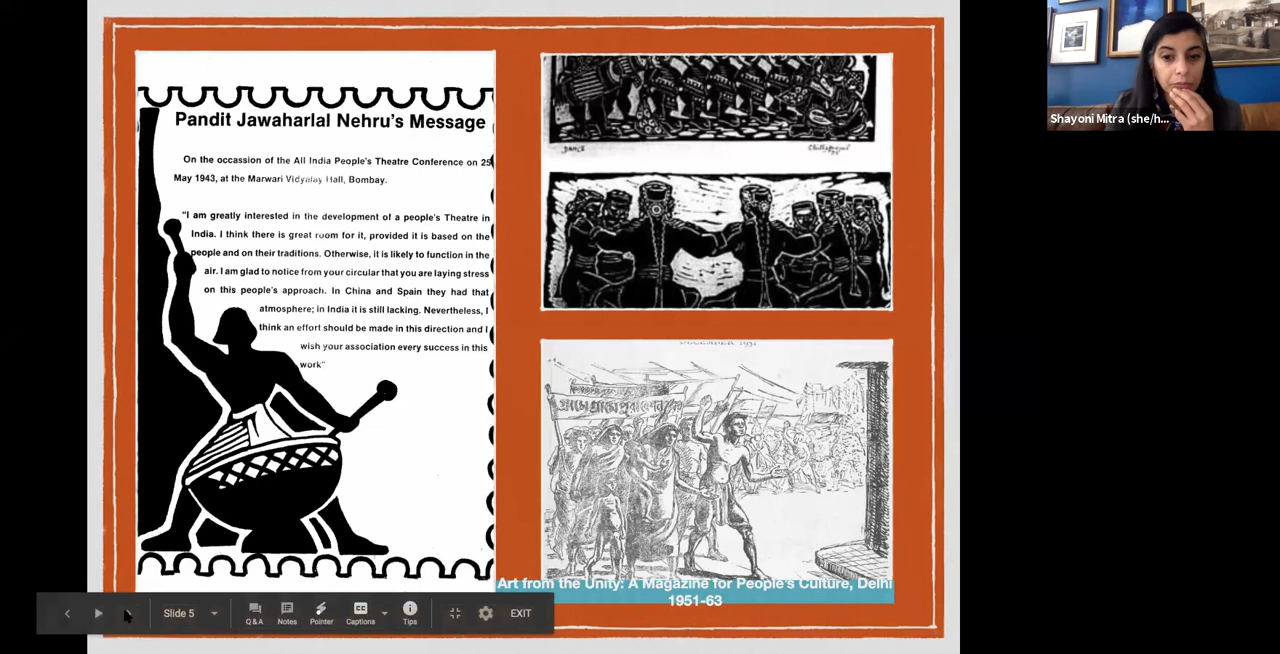 Pandit Jawaharlal Nehru's Message
On the occassion of the All India People's Theatre Conference on 25
May 1943, at the Marwari Vidyalay Hall, Bombay.
"I am greatly interested in the development of a people's Theatre in
India. I think there is great room for it, provided it is based on the
people and on their traditions. Otherwise, it is likely to function in the
air. I am glad to notice from your circular that you are laying stress
on this people's approach. In China and Spain they had that
atmosphere; in India it is still lacking. Nevertheless, I
think an effort should be made in this direction and I
wish your association every success in this
work"
DANCE
Art from the Unity: A Magazine for People's Culture, Delhi
1951-63
Shayoni Mitra (she/h...
Slide 5
Q & A
Notes
Pointer
CC
Captions
Tips
EXIT